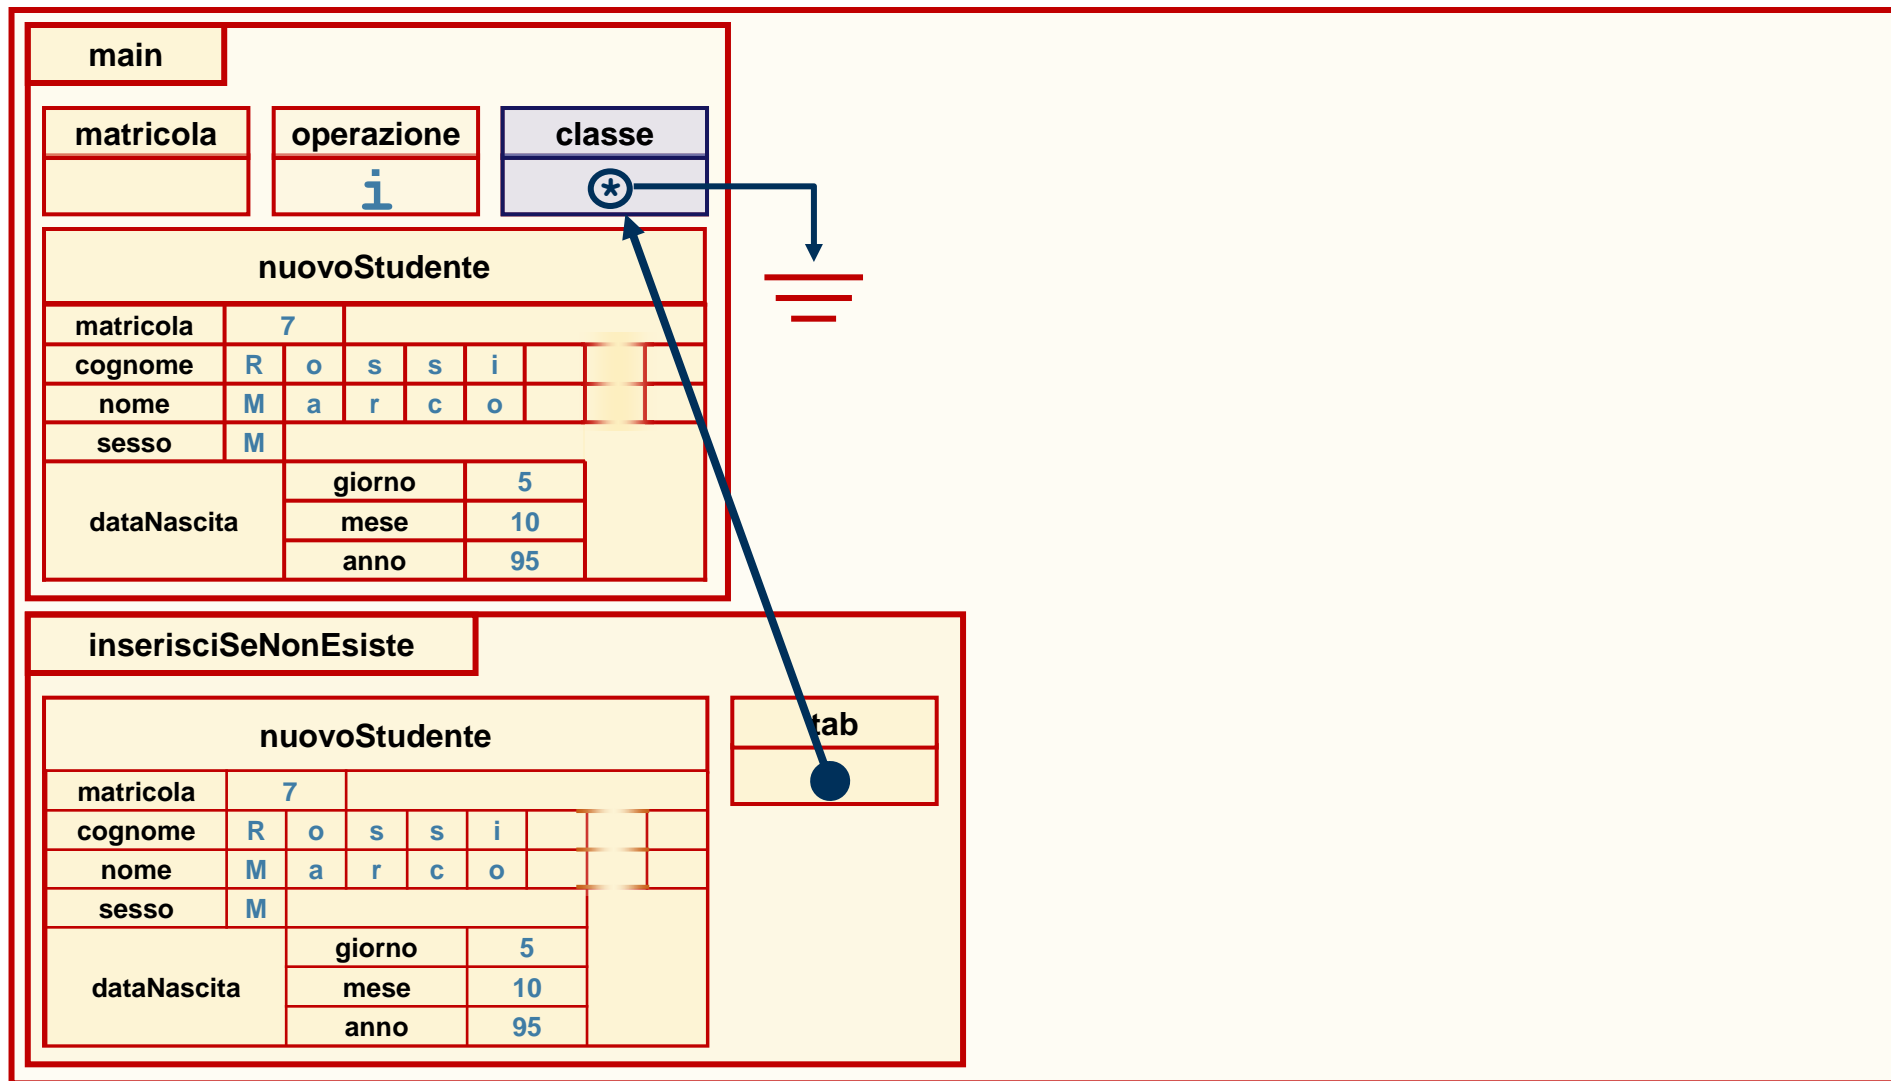 main
matricola operazione classe
i *
nuovoStudente
matricola 7
cognome R o s s i
nome M a r c o
sesso M
giorno 5
dataNascita mese 10
anno 95
inserisciSeNonEsiste
nuovoStudente tab
matricola 7
cognome R o s s i
nome M a r c o
sesso M
giorno 5
dataNascita mese 10
anno 95